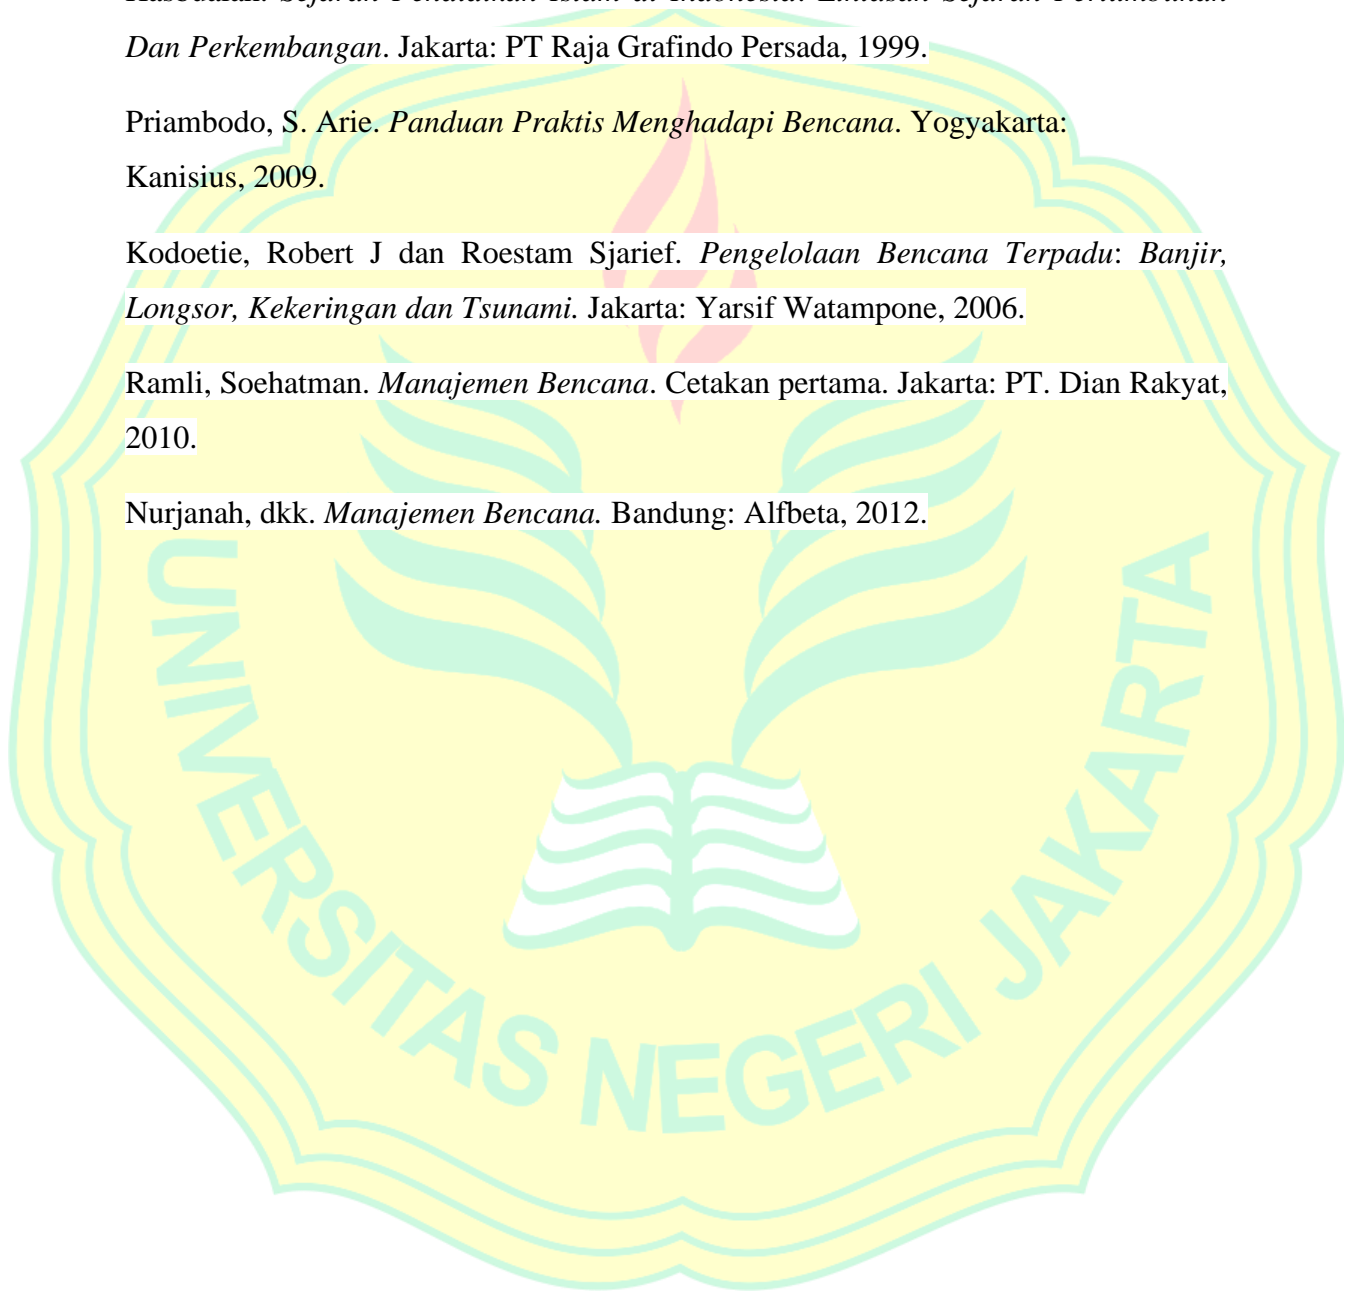 Dan Perkembangan. Jakarta: PT Raja Grafindo Persada, 1999.
Priambodo, S. Arie. Panduan Praktis Menghadapi Bencana. Yogyakarta:
Kanisius, 2009.
Kodoetie, Robert J dan Roestam Sjarief. Pengelolaan Bencana Terpadu: Banjir,
Longsor, Kekeringan dan Tsunami. Jakarta: Yarsif Watampone, 2006.
Ramli, Soehatman. Manajemen Bencana. Cetakan pertama. Jakarta: PT. Dian Rakyat,
2010.
Nurjanah, dkk. Manajemen Bencana. Bandung: Alfbeta, 2012.
UNIVERSITAS NEGERI JAKARTA